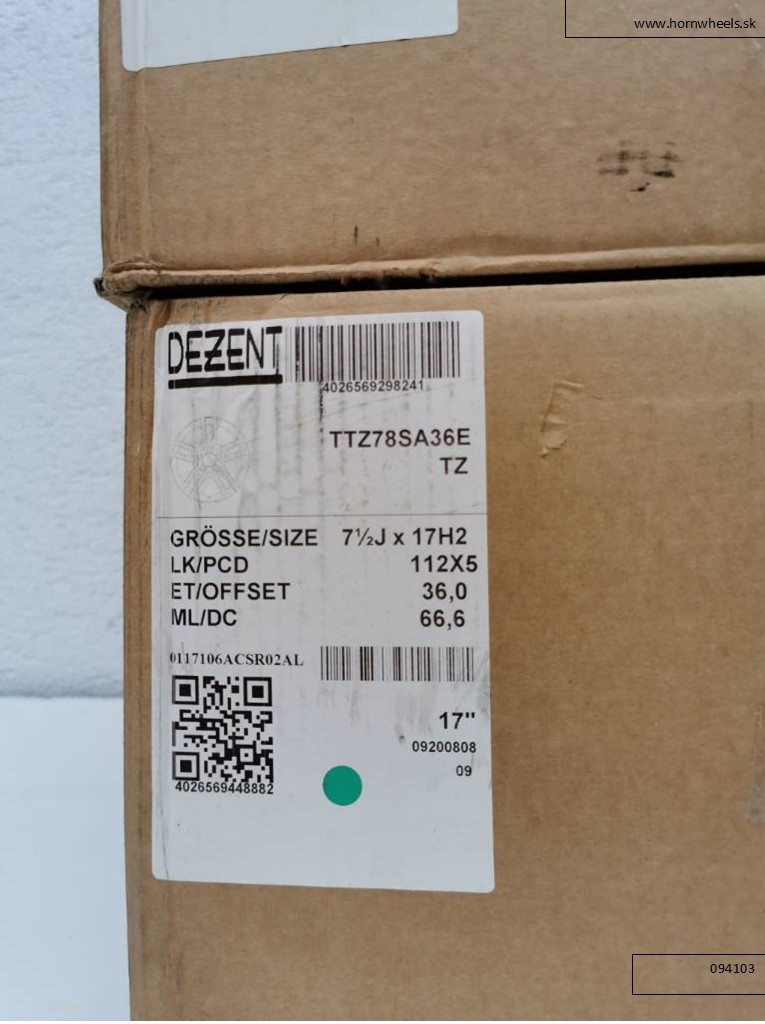 www.hornwheels.sk
DEZENT
4026569298241
TTZ78SA36E
TZ
GRÖSSE/SIZE 7½J x 17H2
LK/PCD 112X5
ET/OFFSET 36,0
ML/DC 66,6
0117106ACSR02AL
17"
09200808
09
4026569448882
094103